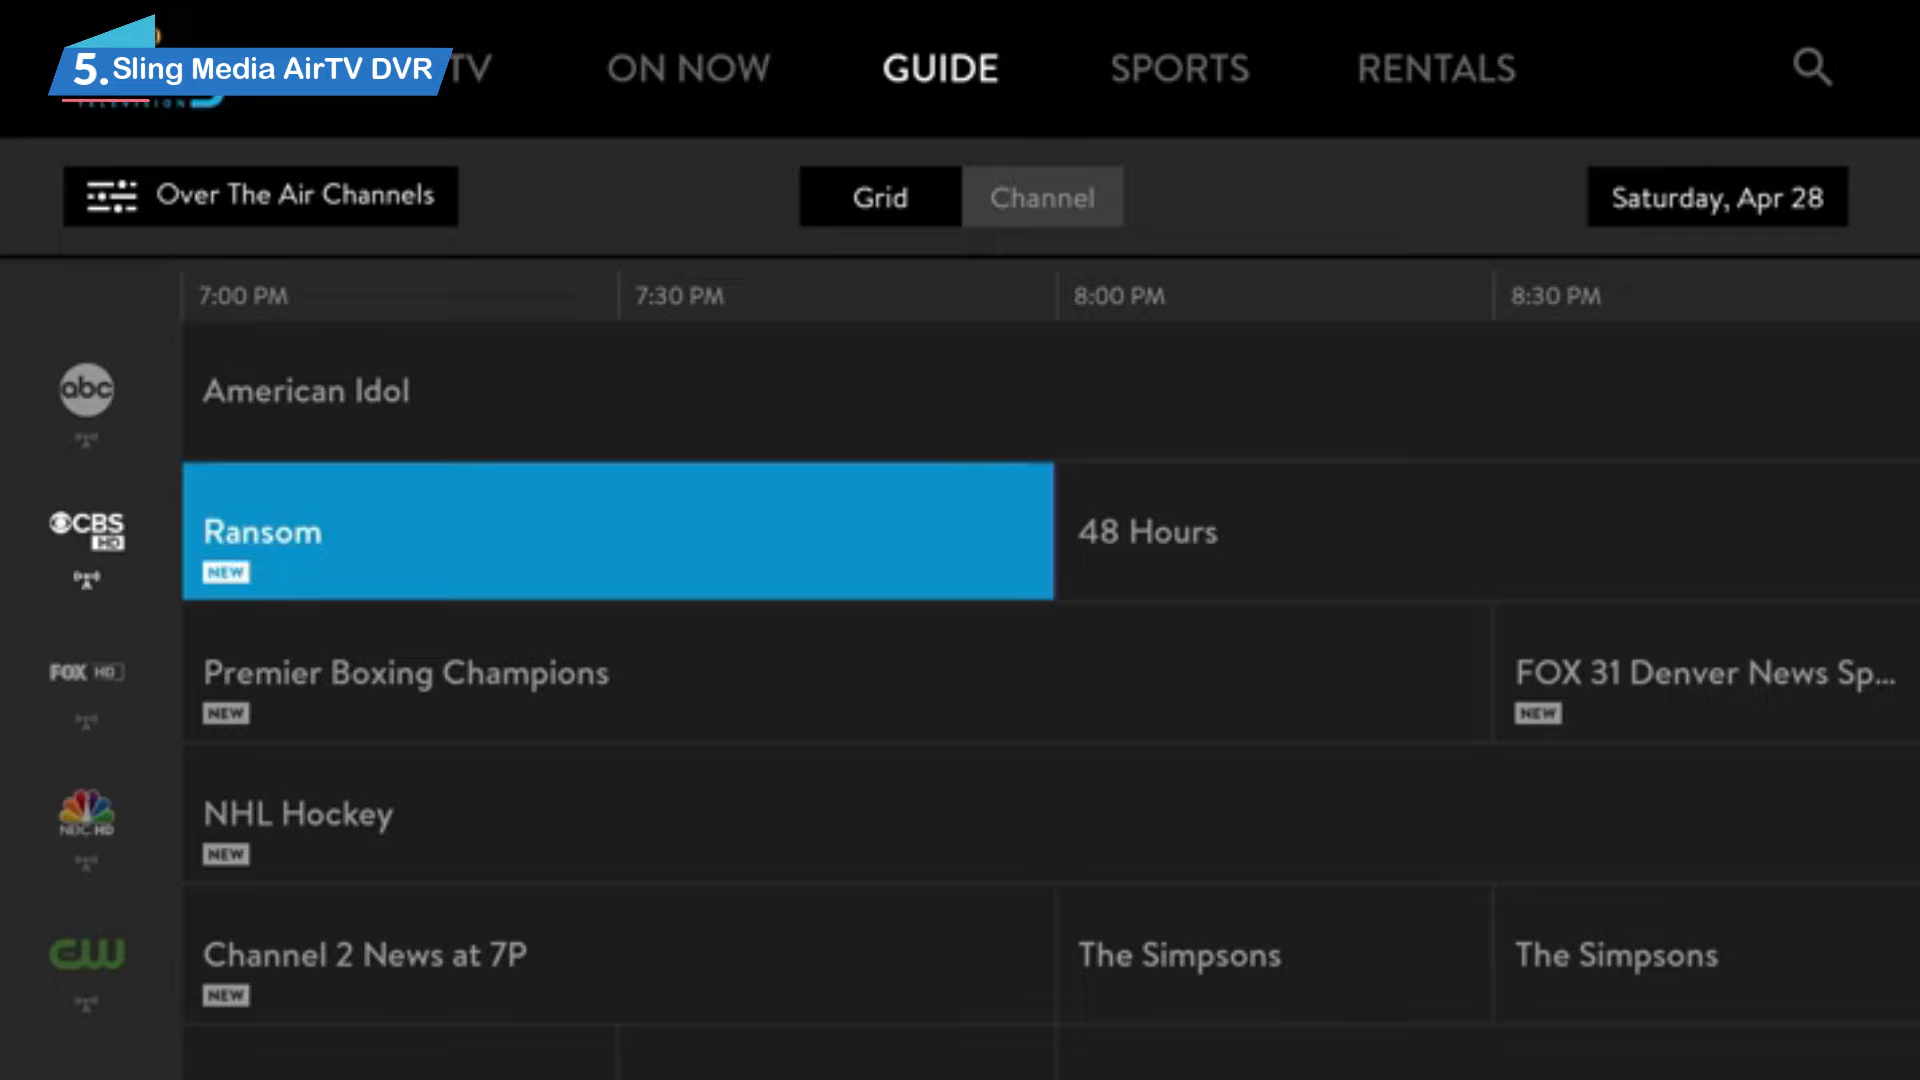 5. Sling Media AirTV DVR
TV
ON NOW
GUIDE
SPORTS
RENTALS
TELEVISION
Over The Air Channels
Grid
Channel
Saturday, Apr 28
7:00 PM
7:30 PM
8:00 PM
8:30 PM
abc
American Idol
CBS
HD
Ransom
NEW
48 Hours
FOX HD
Premier Boxing Champions
NEW
FOX 31 Denver News Sp...
NEW
NBC HD
NHL Hockey
NEW
CW
Channel 2 News at 7P
NEW
The Simpsons
The Simpsons